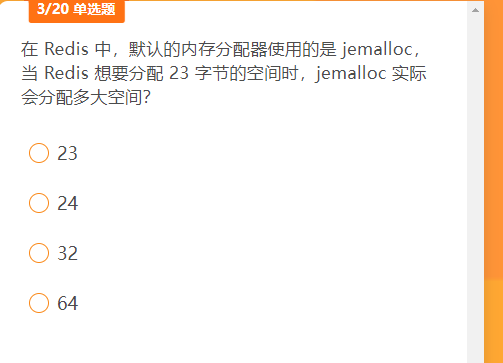 3/20 单选题
在 Redis 中，默认的内存分配器使用的是 jemalloc，
当 Redis 想要分配 23 字节的空间时，jemalloc 实际
会分配多大空间？
23
24
32
64